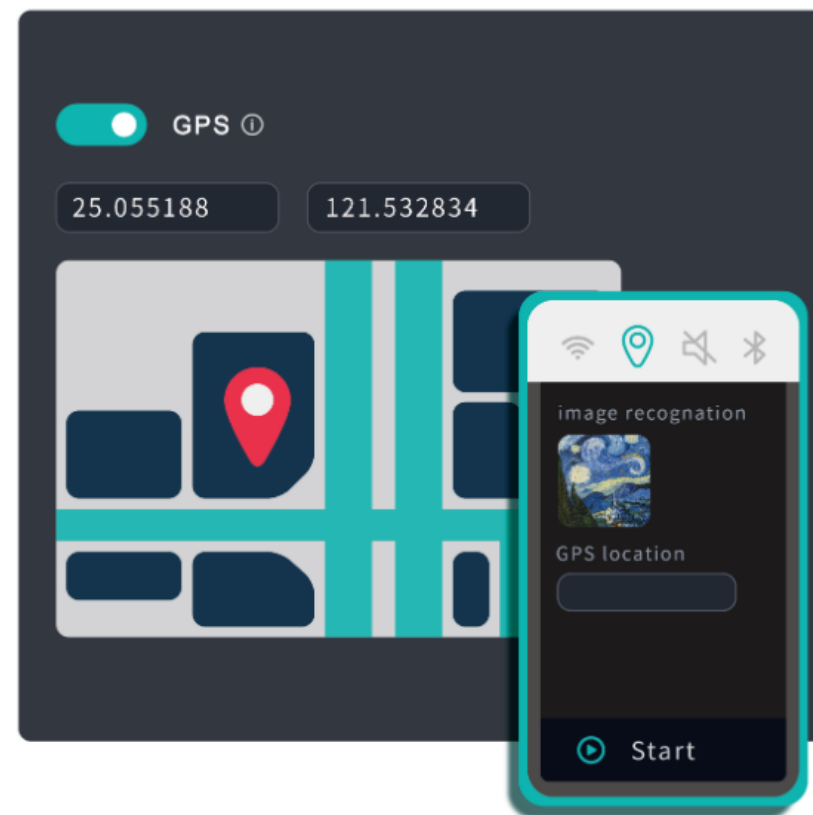 GPS
25.055188
121.532834
image recognation
GPS location
Start